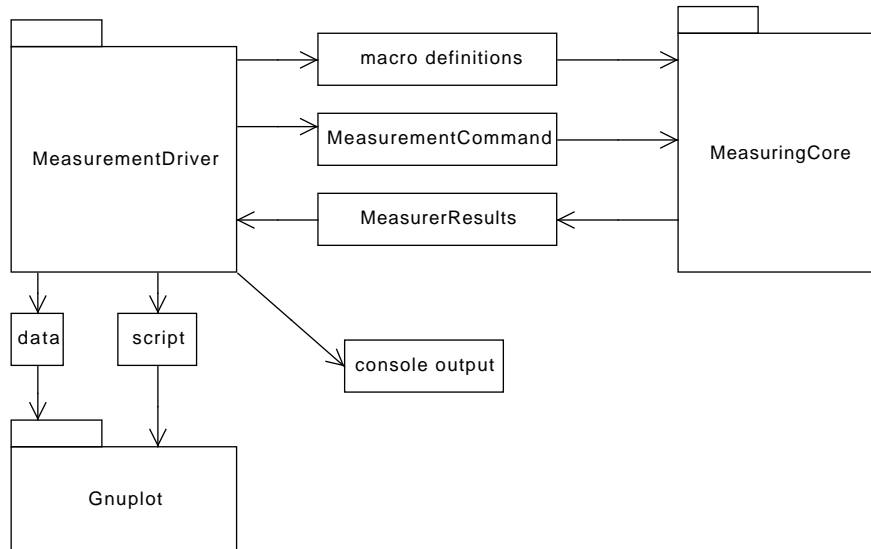 macro definitions
MeasurementDriver
MeasurementCommand
MeasuringCore
MeasurerResults
data
script
console output
Gnuplot